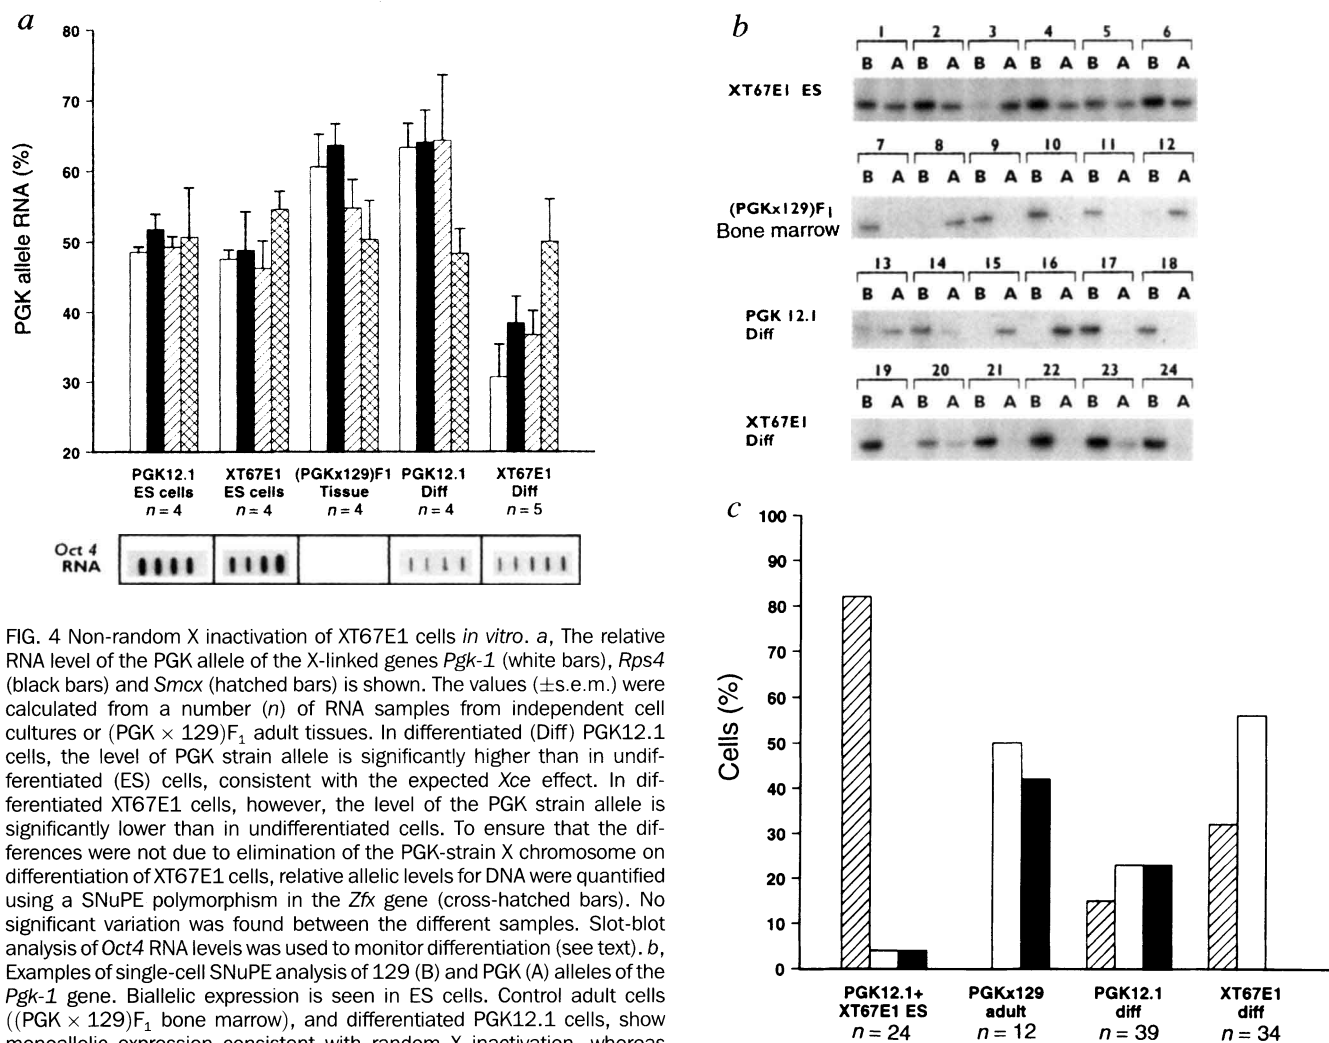 a
80
70
60
50
40
30
20
PGK allele RNA (%)
PGK12.1 XT67E1 (PGKx129)F1 PGK12.1 XT67E1
ES cells ES cells Tissue Diff Diff
n = 4 n = 4 n = 4 n = 4 n = 5
Oct 4
RNA
FIG. 4 Non-random X inactivation of XT67E1 cells in vitro. a, The relative
RNA level of the PGK allele of the X-linked genes Pgk-1 (white bars), Rps4
(black bars) and Smcx (hatched bars) is shown. The values (±s.e.m.) were
calculated from a number (n) of RNA samples from independent cell
cultures or (PGK × 129)F₁ adult tissues. In differentiated (Diff) PGK12.1
cells, the level of PGK strain allele is significantly higher than in undif-
ferentiated (ES) cells, consistent with the expected Xce effect. In dif-
ferentiated XT67E1 cells, however, the level of the PGK strain allele is
significantly lower than in undifferentiated cells. To ensure that the dif-
ferences were not due to elimination of the PGK-strain X chromosome on
differentiation of XT67E1 cells, relative allelic levels for DNA were quantified
using a SNuPE polymorphism in the Zfx gene (cross-hatched bars). No
significant variation was found between the different samples. Slot-blot
analysis of Oct4 RNA levels was used to monitor differentiation (see text). b,
Examples of single-cell SNuPE analysis of 129 (B) and PGK (A) alleles of the
Pgk-1 gene. Biallelic expression is seen in ES cells. Control adult cells
((PGK × 129)F₁ bone marrow), and differentiated PGK12.1 cells, show
monoallelic expression consistent with random X inactivation, whereas
b
1 2 3 4 5 6
B A B A B A B A B A B A
XT67E1 ES
7 8 9 10 11 12
B A B A B A B A B A B A
(PGKx129)F₁
Bone marrow
13 14 15 16 17 18
B A B A B A B A B A B A
PGK 12.1
Diff
19 20 21 22 23 24
B A B A B A B A B A B A
XT67E1
Diff
c
100
90
80
70
60
50
40
30
20
10
0
Cells (%)
PGK12.1+ PGKx129 PGK12.1 XT67E1
XT67E1 ES adult diff diff
n = 24 n = 12 n = 39 n = 34